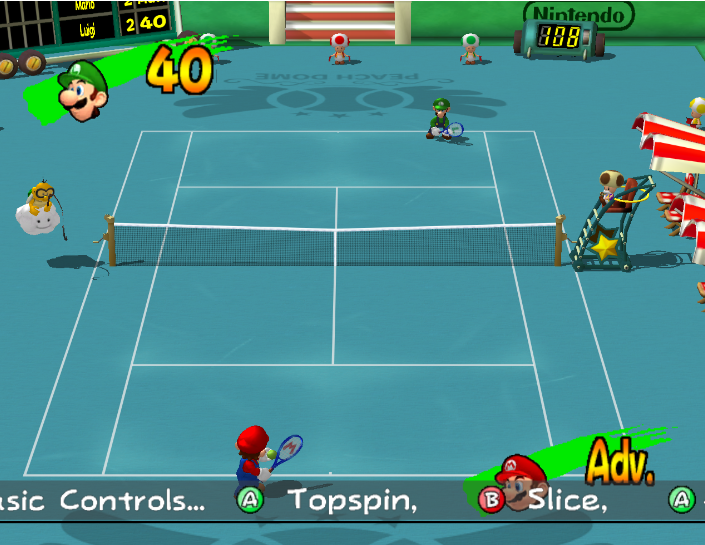 Mario 2
Luigi 2 40
Nintendo
108
40
PEACH DOME
Adv.
asic Controls... A Topspin, B Slice, A